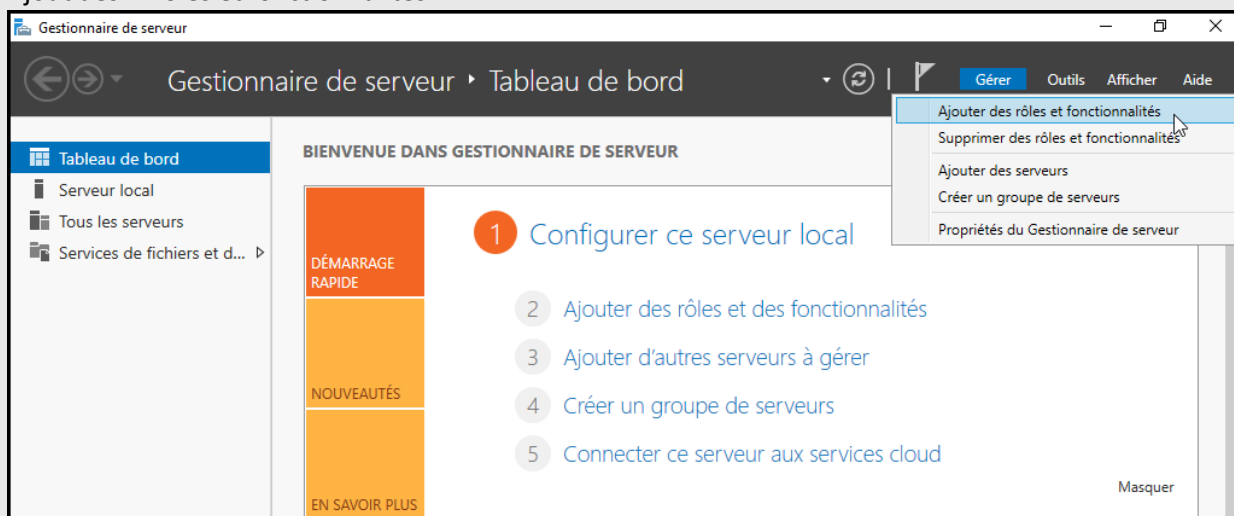 Gestionnaire de serveur
Gestionnaire de serveur • Tableau de bord
Gérer Outils Afficher Aide
Ajouter des rôles et fonctionnalités
Supprimer des rôles et fonctionnalités
Ajouter des serveurs
Créer un groupe de serveurs
Propriétés du Gestionnaire de serveur
Tableau de bord
Serveur local
Tous les serveurs
Services de fichiers et d...
BIENVENUE DANS GESTIONNAIRE DE SERVEUR
DÉMARRAGE
RAPIDE
NOUVEAUTÉS
EN SAVOIR PLUS
1 Configurer ce serveur local
2 Ajouter des rôles et des fonctionnalités
3 Ajouter d’autres serveurs à gérer
4 Créer un groupe de serveurs
5 Connecter ce serveur aux services cloud
Masquer